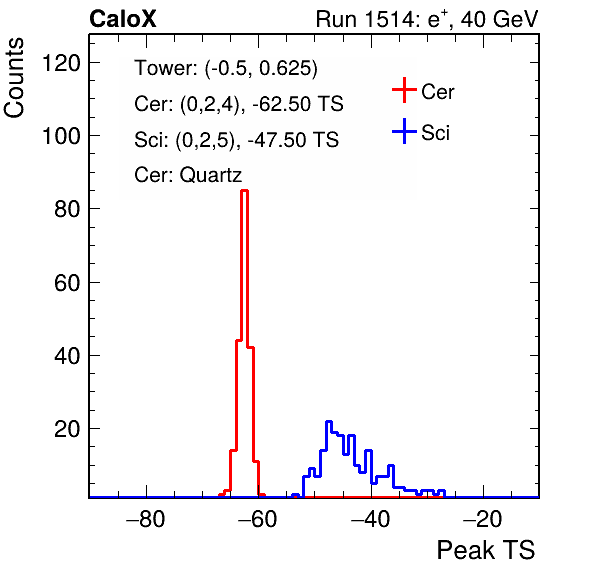 CaloX Run 1514: e⁺, 40 GeV
Counts
Tower: (-0.5, 0.625)
Cer: (0,2,4), -62.50 TS
Sci: (0,2,5), -47.50 TS
Cer: Quartz
Cer
Sci
120
100
80
60
40
20
−80 −60 −40 −20
Peak TS